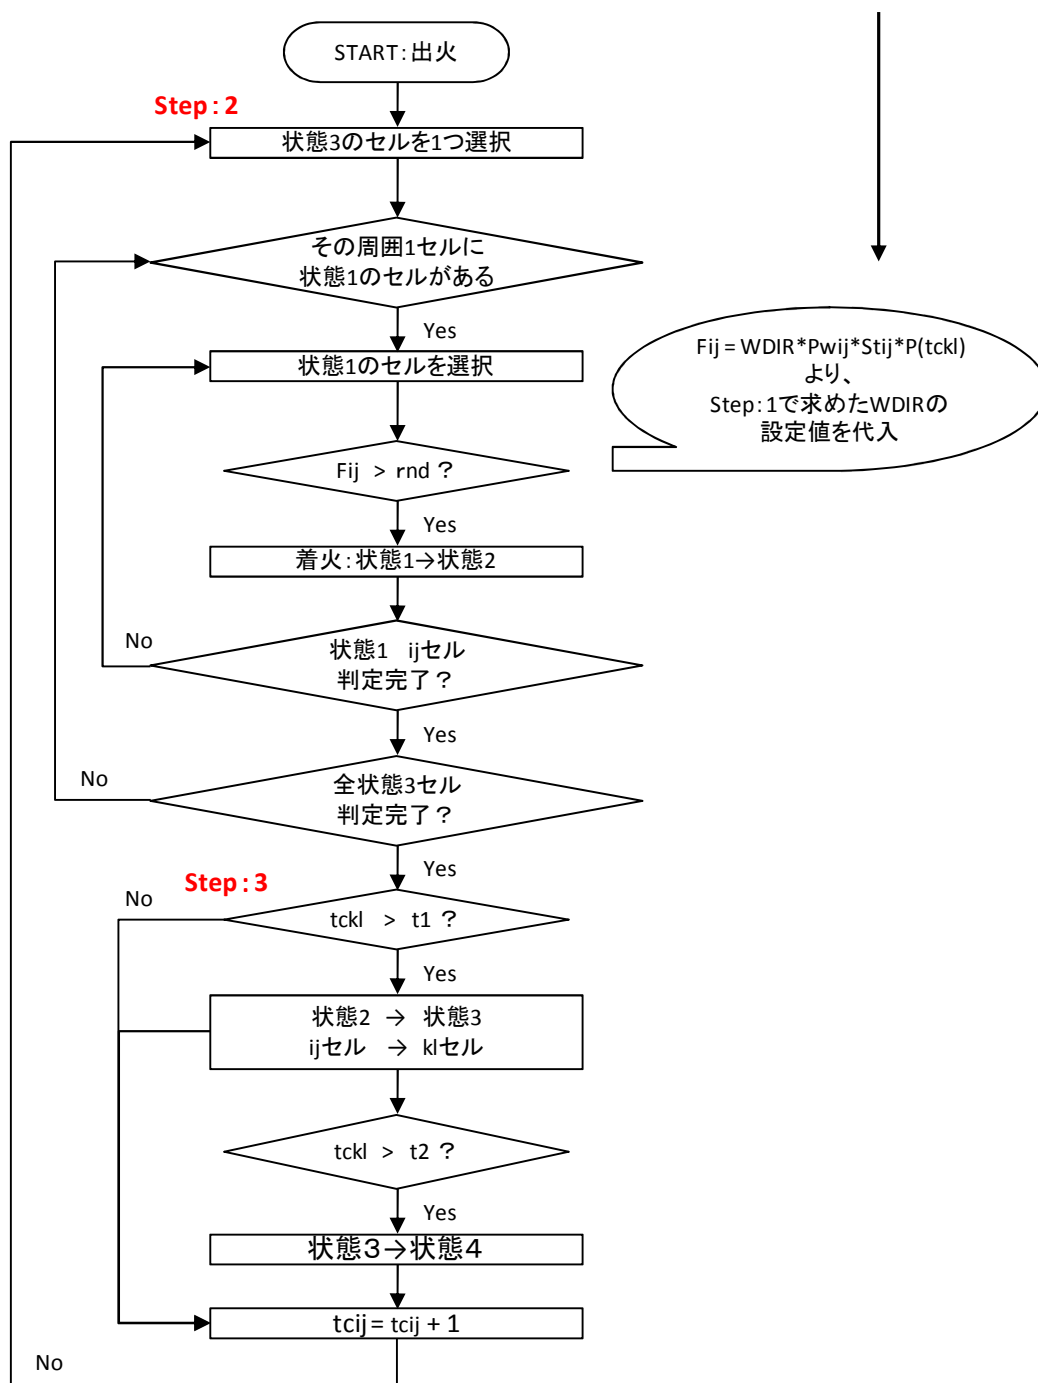 START：出火
Step：2
状態3のセルを1つ選択
その周囲1セルに
状態1のセルがある
Yes
状態1のセルを選択
Fij = WDIR*Pwij*Stij*P(tckl)
より、
Step：1で求めたWDIRの
設定値を代入
Fij > rnd ？
Yes
着火：状態1→状態2
No
状態1 ijセル
判定完了？
Yes
No
全状態3セル
判定完了？
Yes
Step：3
No
tckl > t1 ？
Yes
状態2 → 状態3
ijセル → klセル
tckl > t2 ？
Yes
状態３→状態４
tcij = tcij + 1
No